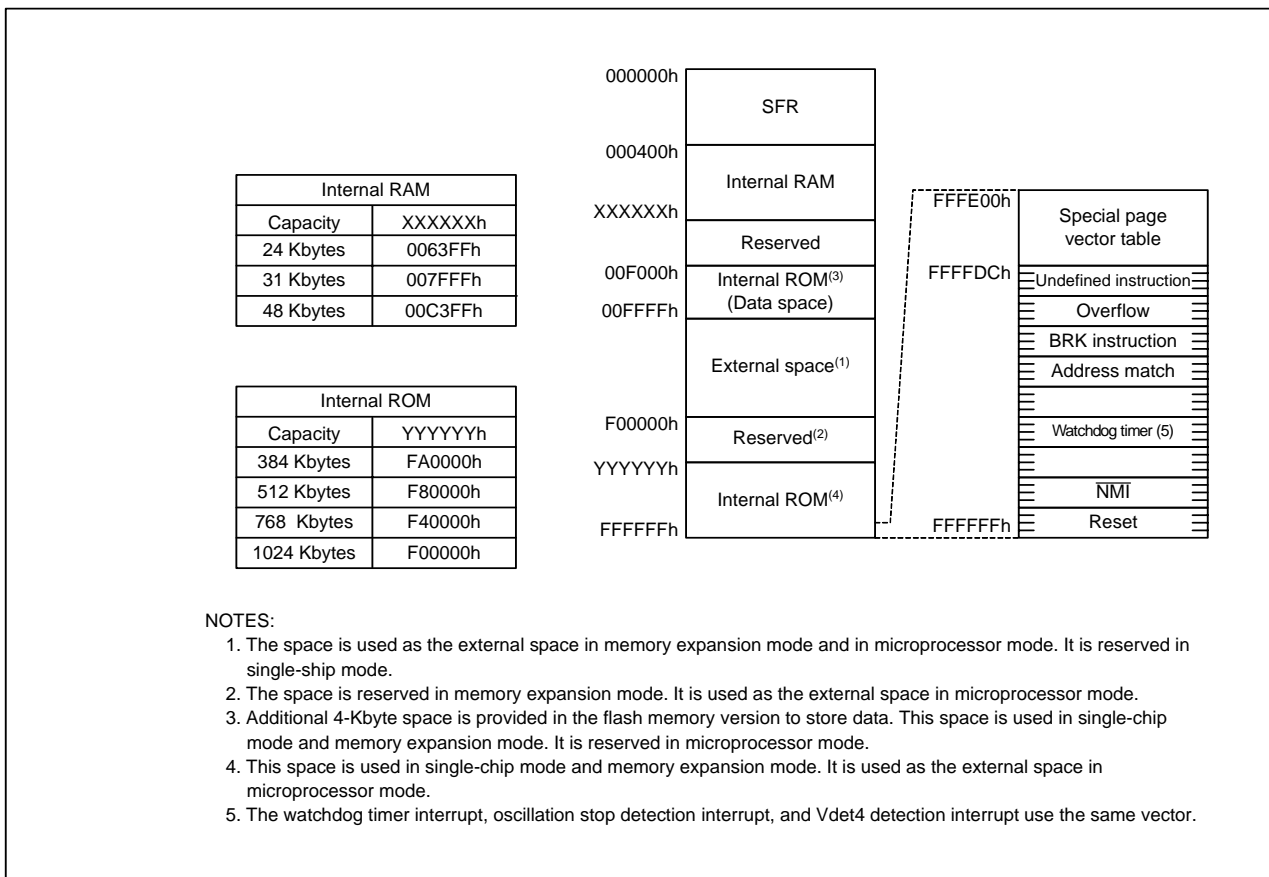 Internal RAM
Capacity XXXXXXh
24 Kbytes 0063FFh
31 Kbytes 007FFFh
48 Kbytes 00C3FFh
Internal ROM
Capacity YYYYYYh
384 Kbytes FA0000h
512 Kbytes F80000h
768 Kbytes F40000h
1024 Kbytes F00000h
000000h
SFR
000400h
Internal RAM
XXXXXXh
Reserved
00F000h
Internal ROM(3)
(Data space)
00FFFFh
External space(1)
F00000h
Reserved(2)
YYYYYYh
Internal ROM(4)
FFFFFFh
FFFE00h
Special page
vector table
FFFFDCh
Undefined instruction
Overflow
BRK instruction
Address match
Watchdog timer (5)
NMI
Reset
FFFFFFh
NOTES:
1. The space is used as the external space in memory expansion mode and in microprocessor mode. It is reserved in
single-ship mode.
2. The space is reserved in memory expansion mode. It is used as the external space in microprocessor mode.
3. Additional 4-Kbyte space is provided in the flash memory version to store data. This space is used in single-chip
mode and memory expansion mode. It is reserved in microprocessor mode.
4. This space is used in single-chip mode and memory expansion mode. It is used as the external space in
microprocessor mode.
5. The watchdog timer interrupt, oscillation stop detection interrupt, and Vdet4 detection interrupt use the same vector.